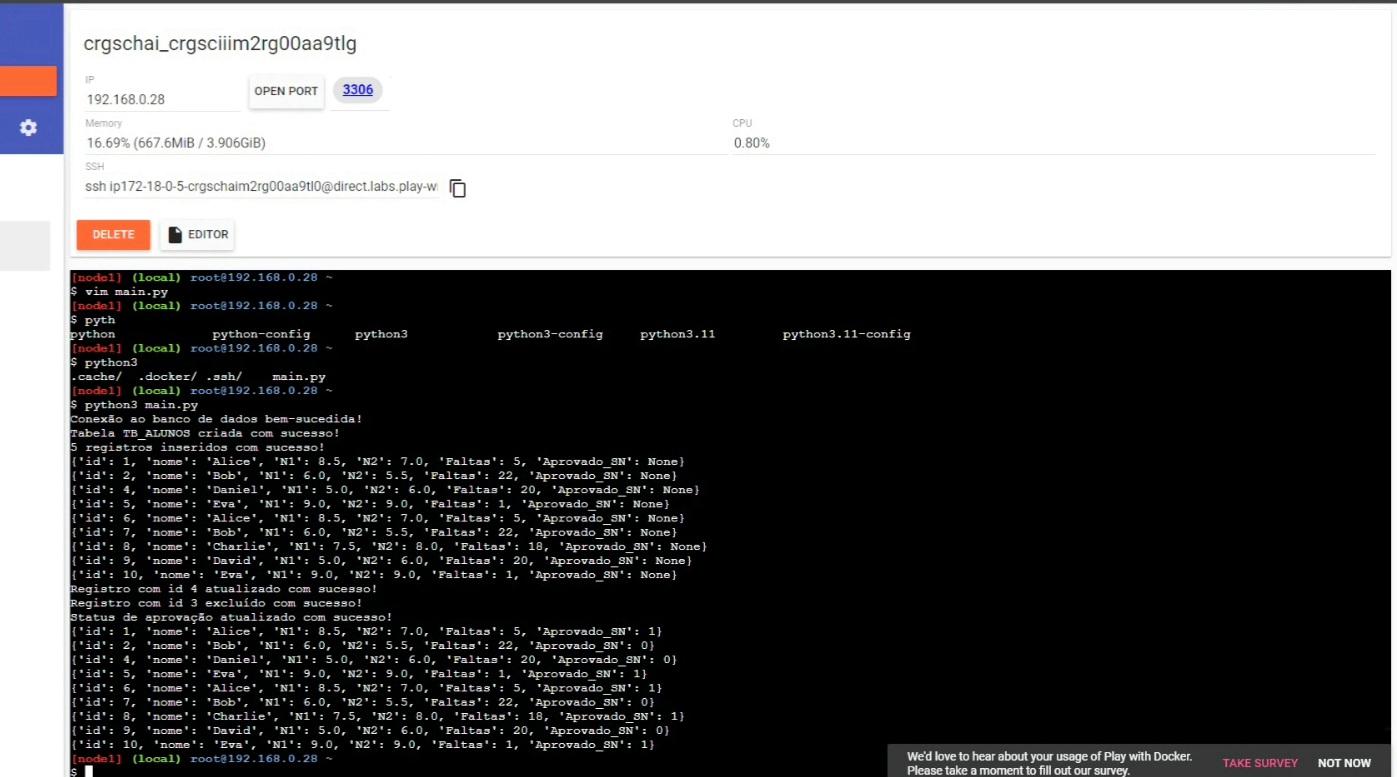 crgschai_crgsciiim2rg00aa9tlg
IP
192.168.0.28
OPEN PORT
3306
Memory
16.69% (667.6MiB / 3.906GiB)
CPU
0.80%
SSH
ssh ip172-18-0-5-crgschaim2rg00aa9tl0@direct.labs.play-wi
DELETE
EDITOR
[node1] (local) root@192.168.0.28 ~
$ vim main.py
[node1] (local) root@192.168.0.28 ~
$ pyth
python python-config python3 python3-config python3.11 python3.11-config
[node1] (local) root@192.168.0.28 ~
$ python3
.cache/ .docker/ .ssh/ main.py
[node1] (local) root@192.168.0.28 ~
$ python3 main.py
Conexão ao banco de dados bem-sucedida!
Tabela TB_ALUNOS criada com sucesso!
5 registros inseridos com sucesso!
{'id': 1, 'nome': 'Alice', 'N1': 8.5, 'N2': 7.0, 'Faltas': 5, 'Aprovado_SN': None}
{'id': 2, 'nome': 'Bob', 'N1': 6.0, 'N2': 5.5, 'Faltas': 22, 'Aprovado_SN': None}
{'id': 4, 'nome': 'Daniel', 'N1': 5.0, 'N2': 6.0, 'Faltas': 20, 'Aprovado_SN': None}
{'id': 5, 'nome': 'Eva', 'N1': 9.0, 'N2': 9.0, 'Faltas': 1, 'Aprovado_SN': None}
{'id': 6, 'nome': 'Alice', 'N1': 8.5, 'N2': 7.0, 'Faltas': 5, 'Aprovado_SN': None}
{'id': 7, 'nome': 'Bob', 'N1': 6.0, 'N2': 5.5, 'Faltas': 22, 'Aprovado_SN': None}
{'id': 8, 'nome': 'Charlie', 'N1': 7.5, 'N2': 8.0, 'Faltas': 18, 'Aprovado_SN': None}
{'id': 9, 'nome': 'David', 'N1': 5.0, 'N2': 6.0, 'Faltas': 20, 'Aprovado_SN': None}
{'id': 10, 'nome': 'Eva', 'N1': 9.0, 'N2': 9.0, 'Faltas': 1, 'Aprovado_SN': None}
Registro com id 4 atualizado com sucesso!
Registro com id 3 excluído com sucesso!
Status de aprovação atualizado com sucesso!
{'id': 1, 'nome': 'Alice', 'N1': 8.5, 'N2': 7.0, 'Faltas': 5, 'Aprovado_SN': 1}
{'id': 2, 'nome': 'Bob', 'N1': 6.0, 'N2': 5.5, 'Faltas': 22, 'Aprovado_SN': 0}
{'id': 4, 'nome': 'Daniel', 'N1': 5.0, 'N2': 6.0, 'Faltas': 20, 'Aprovado_SN': 0}
{'id': 5, 'nome': 'Eva', 'N1': 9.0, 'N2': 9.0, 'Faltas': 1, 'Aprovado_SN': 1}
{'id': 6, 'nome': 'Alice', 'N1': 8.5, 'N2': 7.0, 'Faltas': 5, 'Aprovado_SN': 1}
{'id': 7, 'nome': 'Bob', 'N1': 6.0, 'N2': 5.5, 'Faltas': 22, 'Aprovado_SN': 0}
{'id': 8, 'nome': 'Charlie', 'N1': 7.5, 'N2': 8.0, 'Faltas': 18, 'Aprovado_SN': 1}
{'id': 9, 'nome': 'David', 'N1': 5.0, 'N2': 6.0, 'Faltas': 20, 'Aprovado_SN': 0}
{'id': 10, 'nome': 'Eva', 'N1': 9.0, 'N2': 9.0, 'Faltas': 1, 'Aprovado_SN': 1}
[node1] (local) root@192.168.0.28 ~
$
We'd love to hear about your usage of Play with Docker.
Please take a moment to fill out our survey.
TAKE SURVEY
NOT NOW